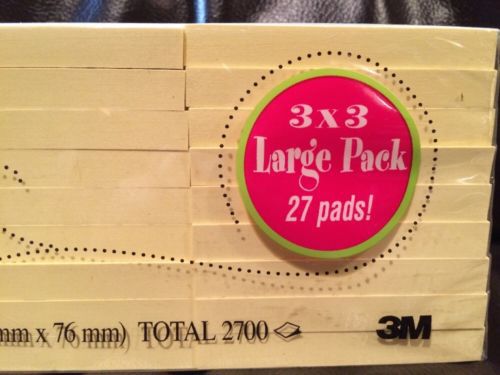 3 x 3
Large Pack
27 pads!
mm x 76 mm) TOTAL 2700
3M